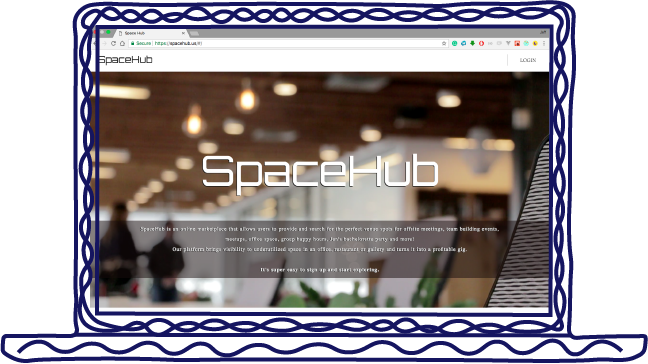 Space Hub
Secure | https://spacehub.us/#/
SpaceHub
LOGIN
SpaceHub
SpaceHub is an online marketplace that allows users to provide and search for the perfect venue spots for offsite meetings, team building events,
meetups, office space, group happy hours, Jen's bachelorette party and more!
Our platform brings visibility to underutilized space in an office, restaurant or gallery and turns it into a profitable gig.
It's super easy to sign up and start exploring.